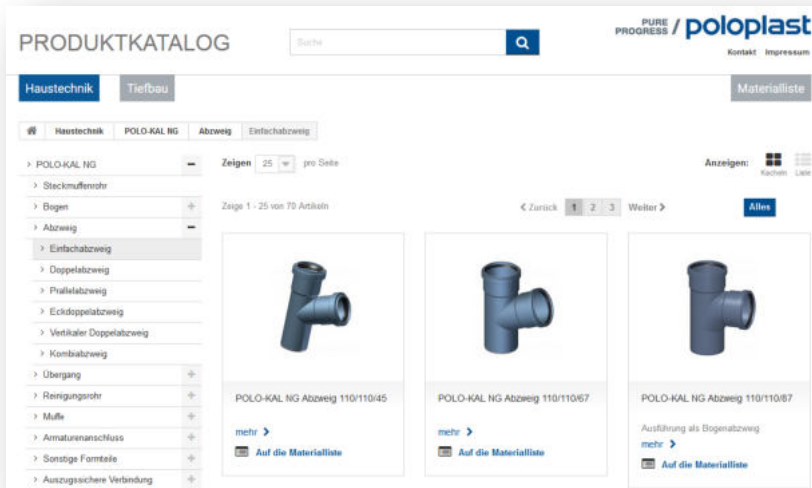 PRODUKTKATALOG
Suche
PURE
PROGRESS / poloplast
Kontakt Impressum
Haustechnik
Tiefbau
Materialliste
Haustechnik POLO-KAL NG Abzweig Einfachabzweig
> POLO-KAL NG
> Steckmuffenrohr
> Bogen
> Abzweig
> Einfachabzweig
> Doppelabzweig
> Prallelabzweig
> Eckdoppelabzweig
> Vertikaler Doppelabzweig
> Kombiabzweig
> Übergang
> Reinigungsrohr
> Muffe
> Armaturenanschluss
> Sonstige Formteile
> Auszugssichere Verbindung
Zeigen 25 pro Seite
Anzeigen:
Kacheln Liste
Zeige 1 - 25 von 70 Artikeln
Zurück 1 2 3 Weiter
Alles
POLO-KAL NG Abzweig 110/110/45
mehr
Auf die Materialliste
POLO-KAL NG Abzweig 110/110/67
mehr
Auf die Materialliste
POLO-KAL NG Abzweig 110/110/87
Ausführung als Bogenabzweig
mehr
Auf die Materialliste